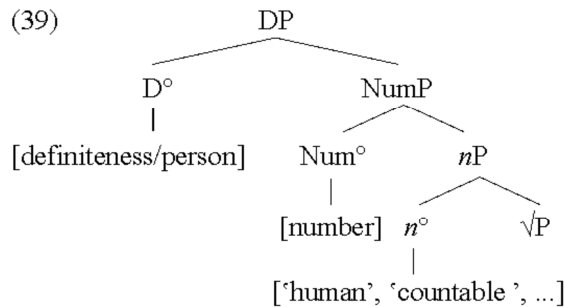 (39) DP
D° NumP
[definiteness/person] Num° nP
[number] n° √P
[‘human’, ‘countable ’, ...]